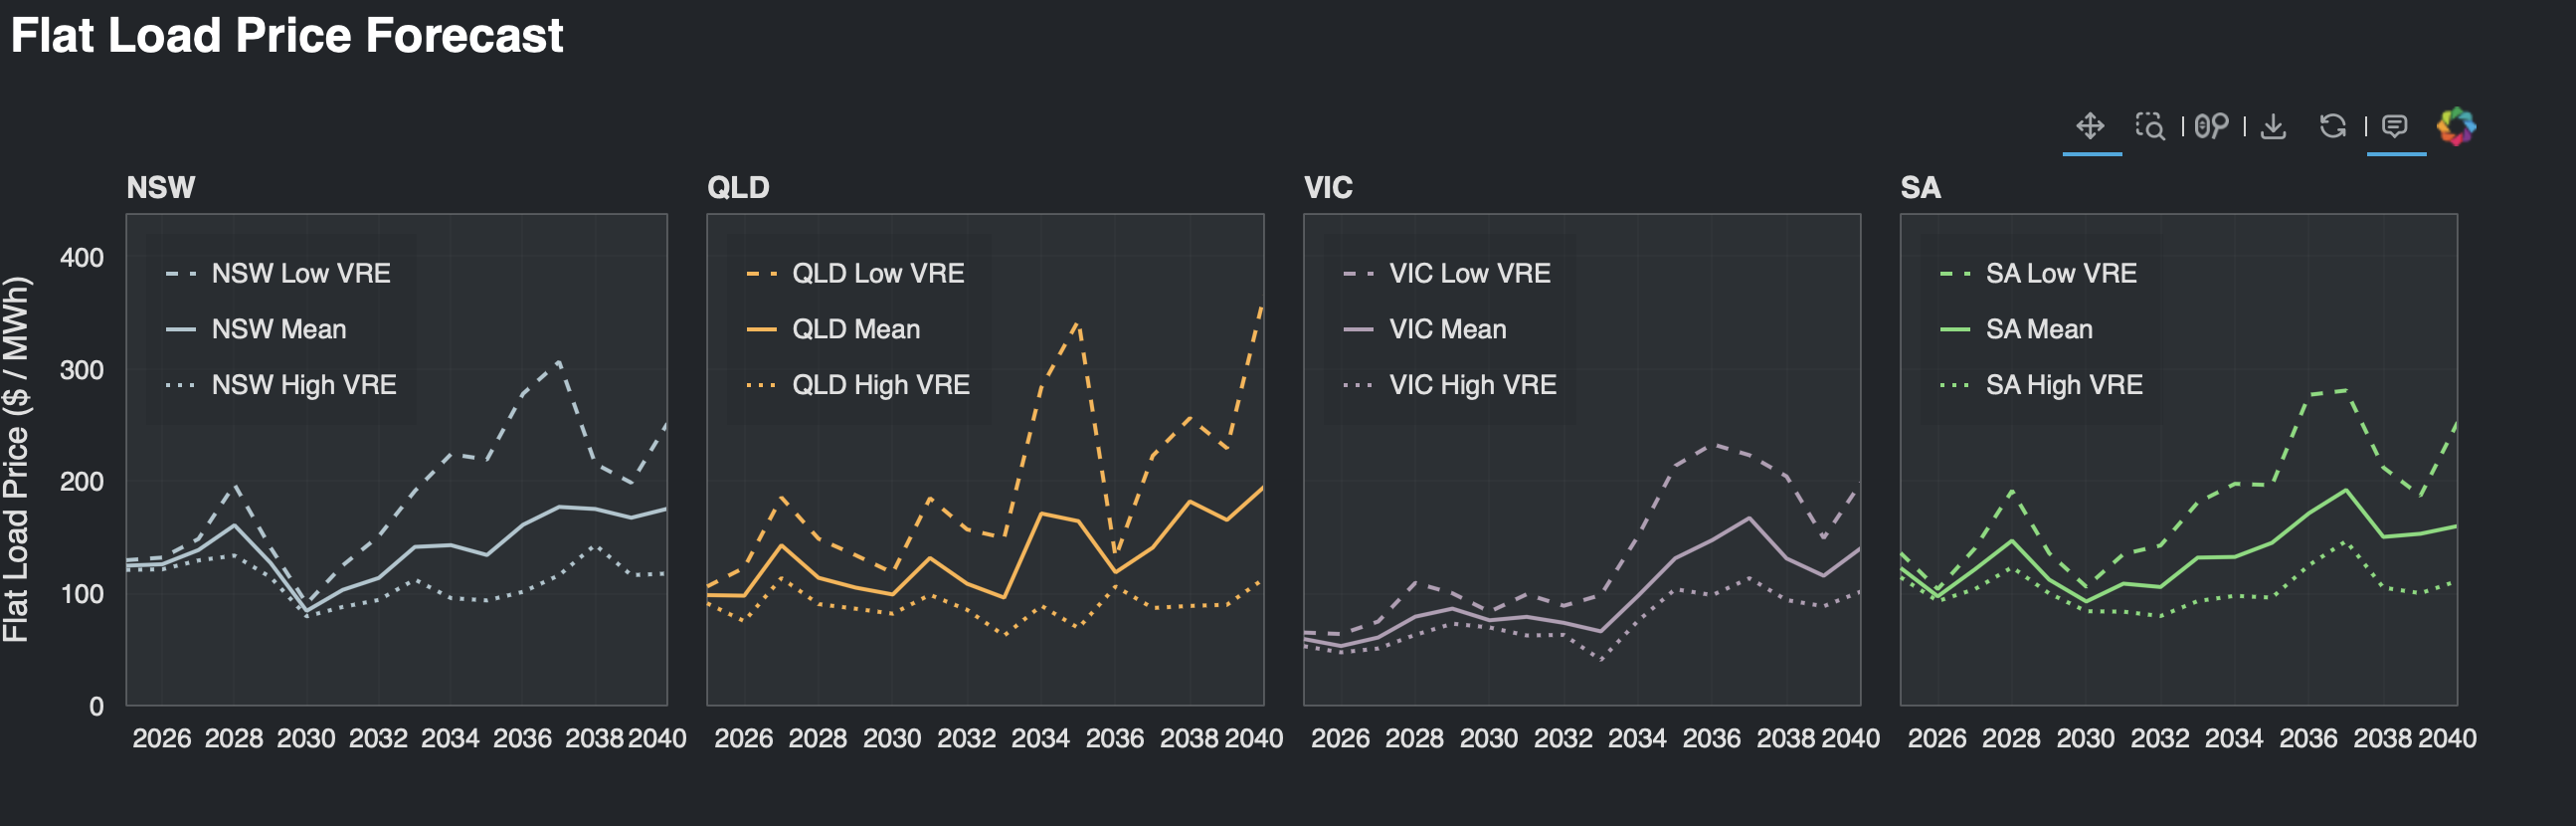 Flat Load Price Forecast
NSW
QLD
VIC
SA
Flat Load Price ($ / MWh)
400
300
200
100
0
NSW Low VRE
NSW Mean
NSW High VRE
2026 2028 2030 2032 2034 2036 2038 2040
QLD Low VRE
QLD Mean
QLD High VRE
2026 2028 2030 2032 2034 2036 2038 2040
VIC Low VRE
VIC Mean
VIC High VRE
2026 2028 2030 2032 2034 2036 2038 2040
SA Low VRE
SA Mean
SA High VRE
2026 2028 2030 2032 2034 2036 2038 2040